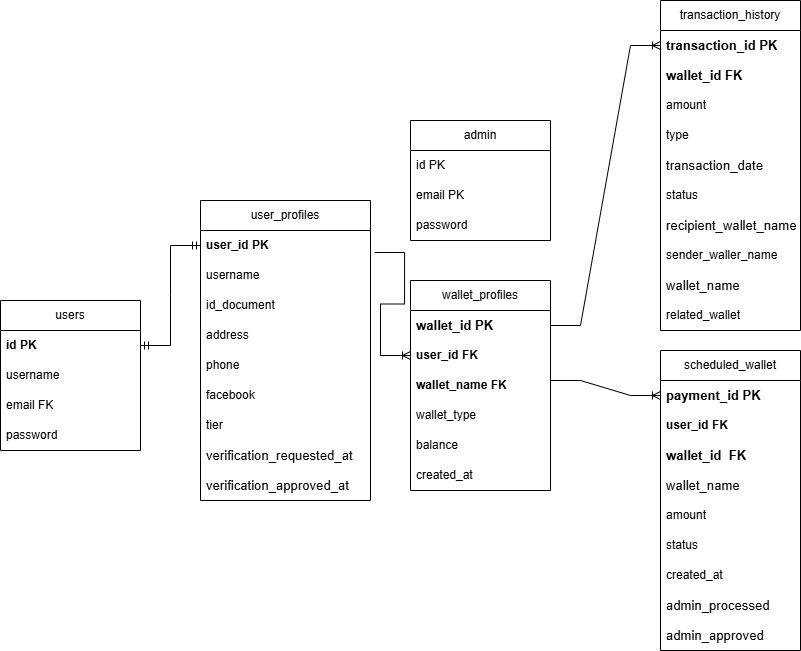 users
id PK
username
email FK
password
user_profiles
user_id PK
username
id_document
address
phone
facebook
tier
verification_requested_at
verification_approved_at
admin
id PK
email PK
password
wallet_profiles
wallet_id PK
user_id FK
wallet_name FK
wallet_type
balance
created_at
transaction_history
transaction_id PK
wallet_id FK
amount
type
transaction_date
status
recipient_wallet_name
sender_waller_name
wallet_name
related_wallet
scheduled_wallet
payment_id PK
user_id FK
wallet_id  FK
wallet_name
amount
status
created_at
admin_processed
admin_approved